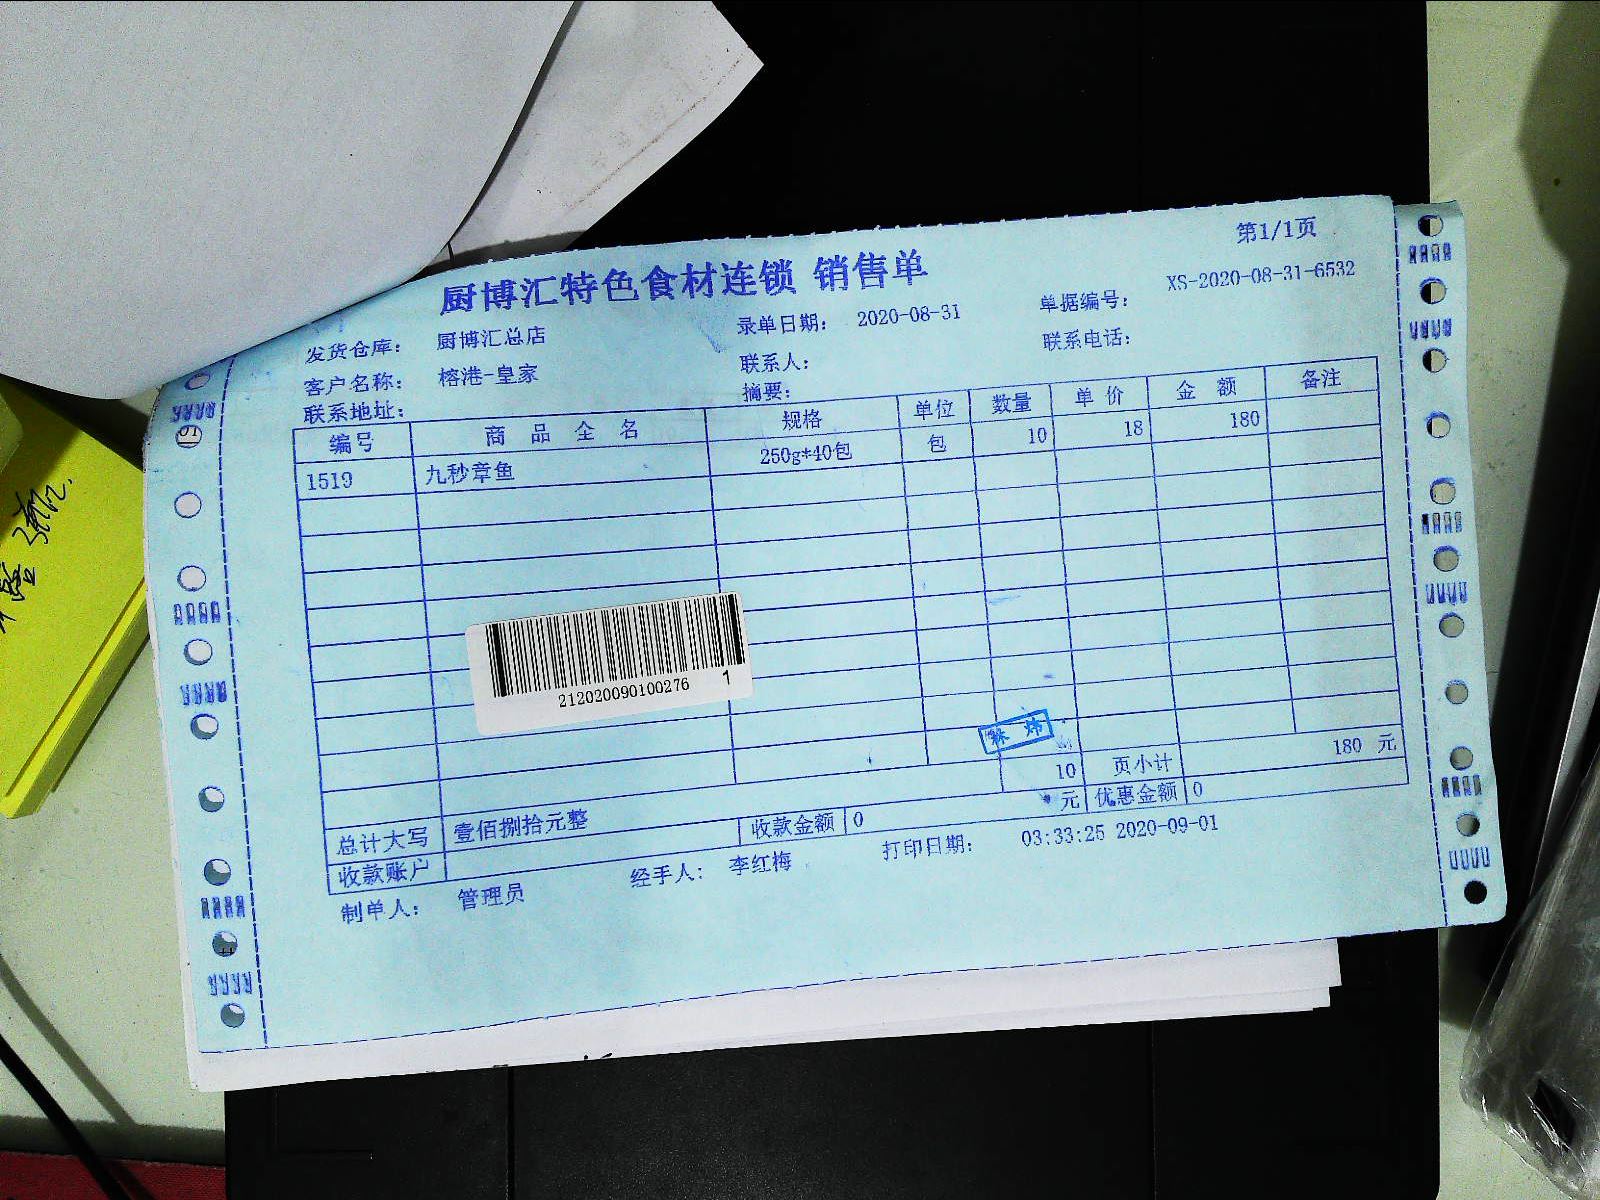 第1/1页
厨博汇特色食材连锁 销售单
发货仓库： 厨博汇总店 录单日期： 2020-08-31 单据编号： XS-2020-08-31-6532
客户名称： 榕港-皇家 联系人： 联系电话：
联系地址： 摘要：
编号 商品全名 规格 单位 数量 单价 金额 备注
1519 九秒章鱼 250g*40包 包 10 18 180
212020090100276 1
林炜
10 页小计 180 元
总计大写 壹佰捌拾元整 收款金额 0 元 优惠金额 0
收款账户
制单人： 管理员 经手人： 李红梅 打印日期： 03:33:25 2020-09-01